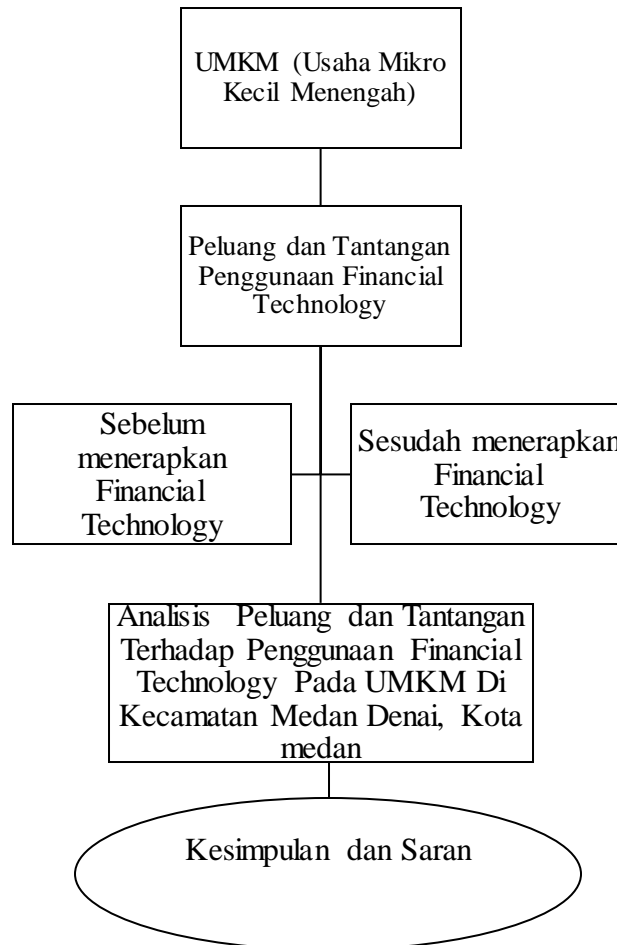 UMKM (Usaha Mikro
Kecil Menengah)
Peluang dan Tantangan
Penggunaan Financial
Technology
Sebelum
menerapkan
Financial
Technology
Sesudah menerapkan
Financial
Technology
Analisis Peluang dan Tantangan
Terhadap Penggunaan Financial
Technology Pada UMKM Di
Kecamatan Medan Denai, Kota
medan
Kesimpulan dan Saran